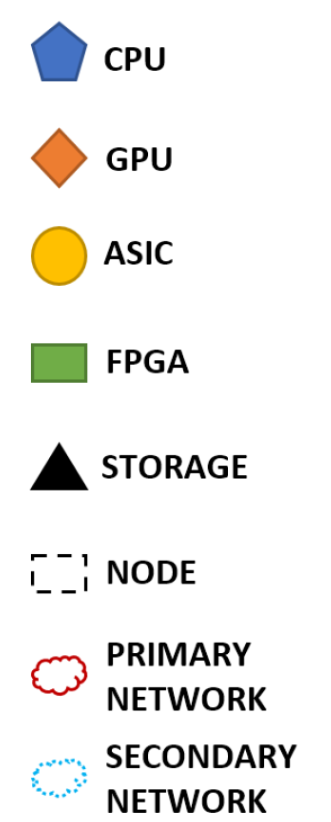 CPU
GPU
ASIC
FPGA
STORAGE
NODE
PRIMARY
NETWORK
SECONDARY
NETWORK